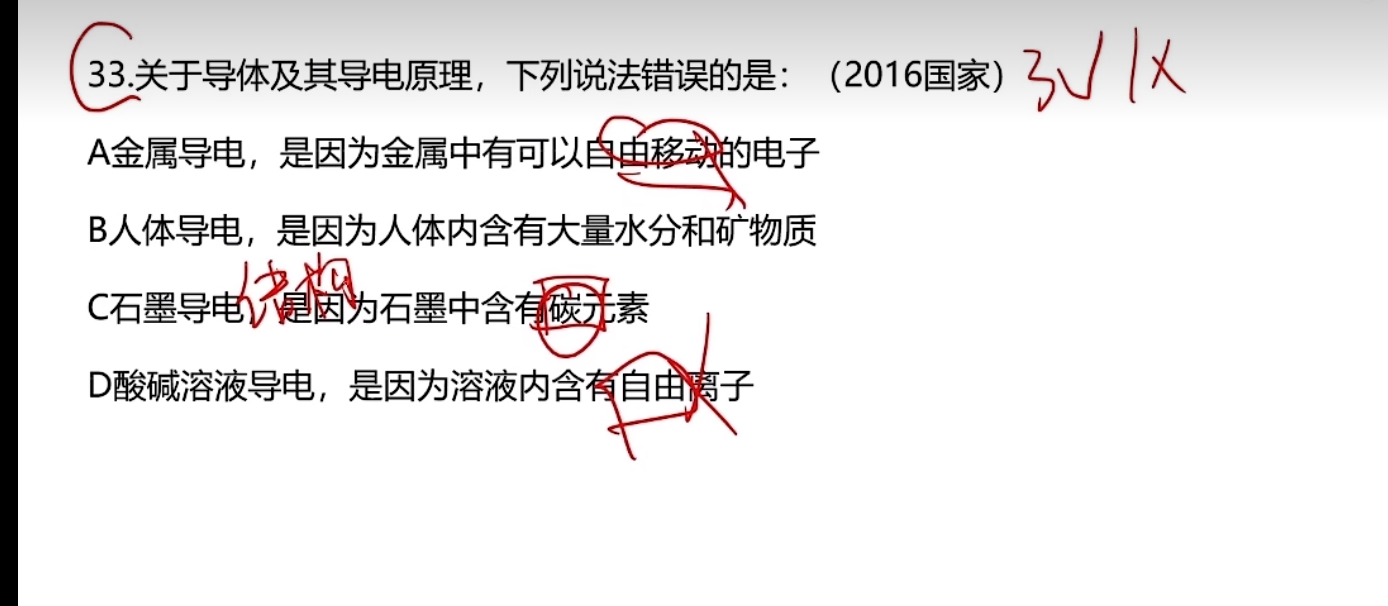 33.关于导体及其导电原理，下列说法错误的是：（2016国家）3√ 1X
A金属导电，是因为金属中有可以自由移动的电子
B人体导电，是因为人体内含有大量水分和矿物质
结构
C石墨导电，是因为石墨中含有碳元素
D酸碱溶液导电，是因为溶液内含有自由离子